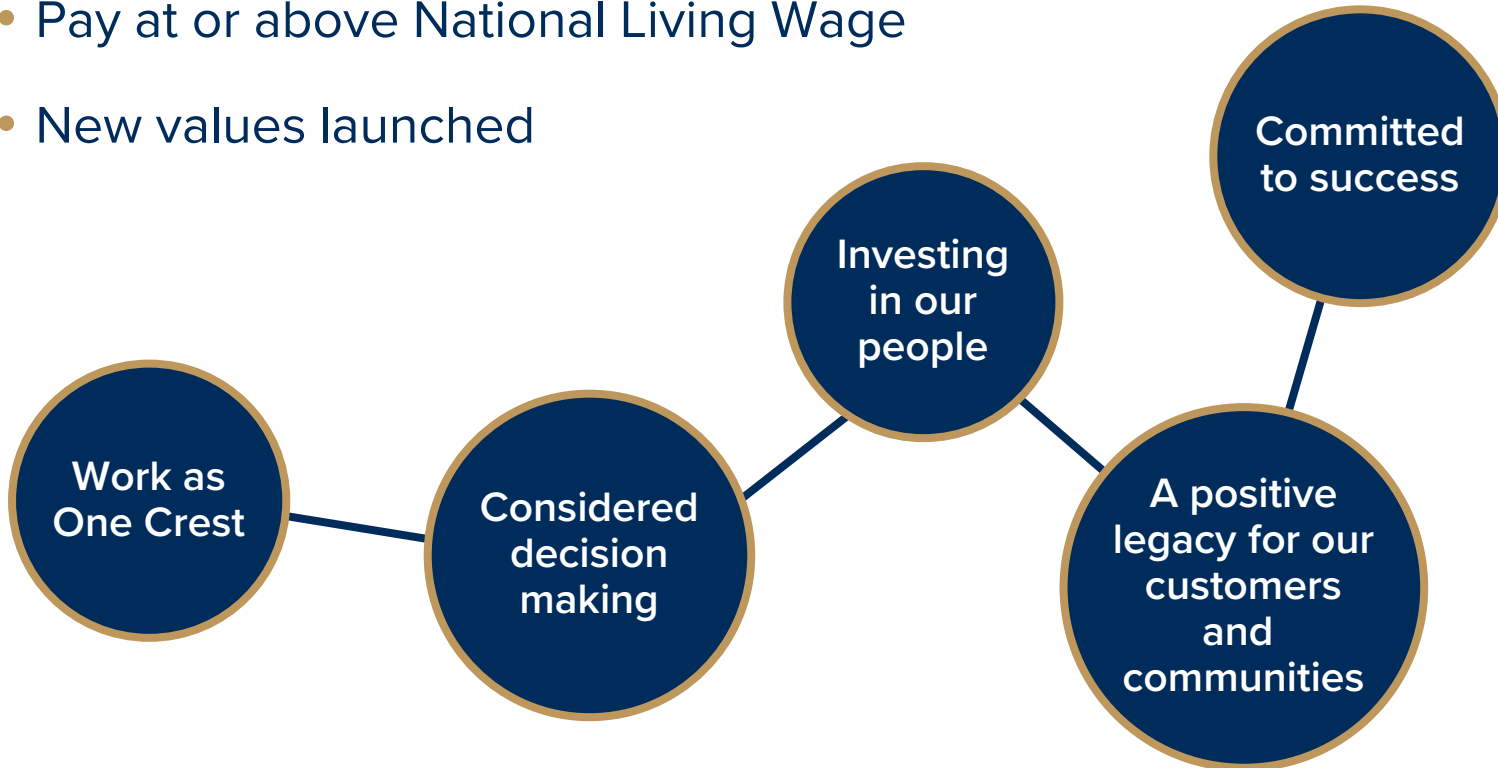 • Pay at or above National Living Wage
• New values launched
Work as
One Crest
Considered
decision
making
Investing
in our
people
A positive
legacy for our
customers
and
communities
Committed
to success